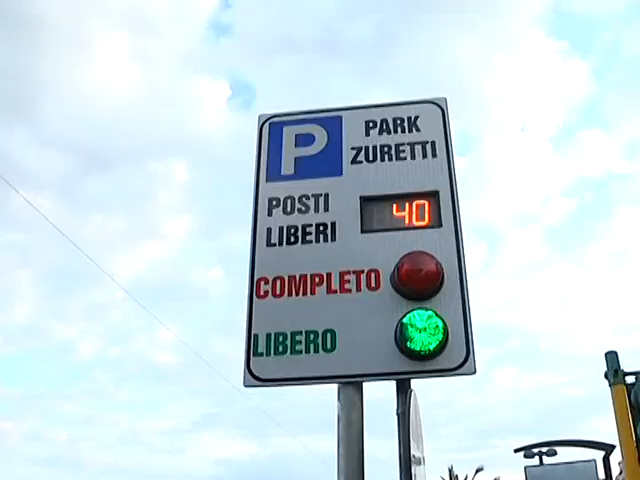 P
PARK
ZURETTI
POSTI
LIBERI
40
COMPLETO
LIBERO